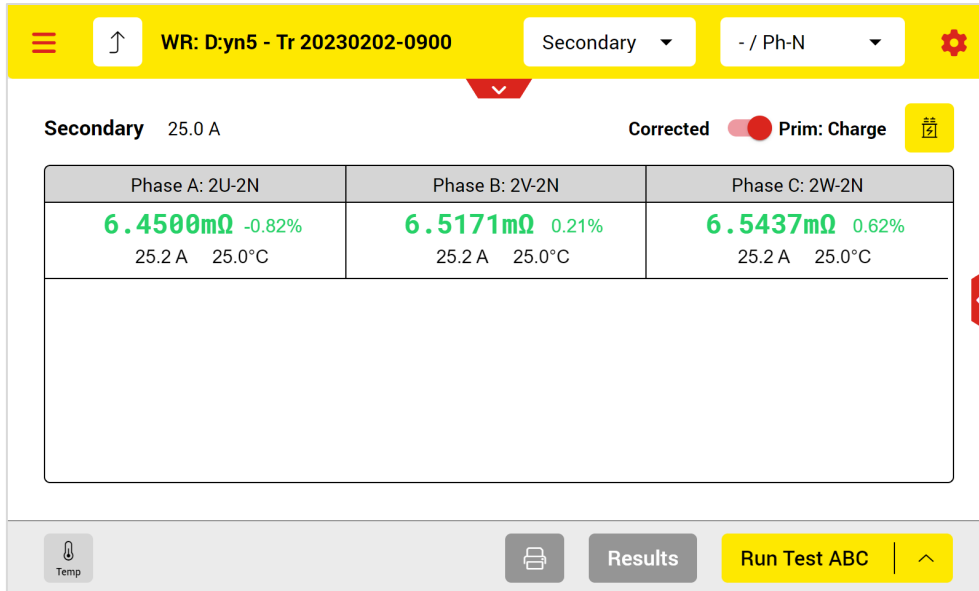 WR: D:yn5 - Tr 20230202-0900 Secondary - / Ph-N
Secondary 25.0 A Corrected Prim: Charge
Phase A: 2U-2N Phase B: 2V-2N Phase C: 2W-2N
6.4500mΩ -0.82% 6.5171mΩ 0.21% 6.5437mΩ 0.62%
25.2 A 25.0°C 25.2 A 25.0°C 25.2 A 25.0°C
Temp Results Run Test ABC